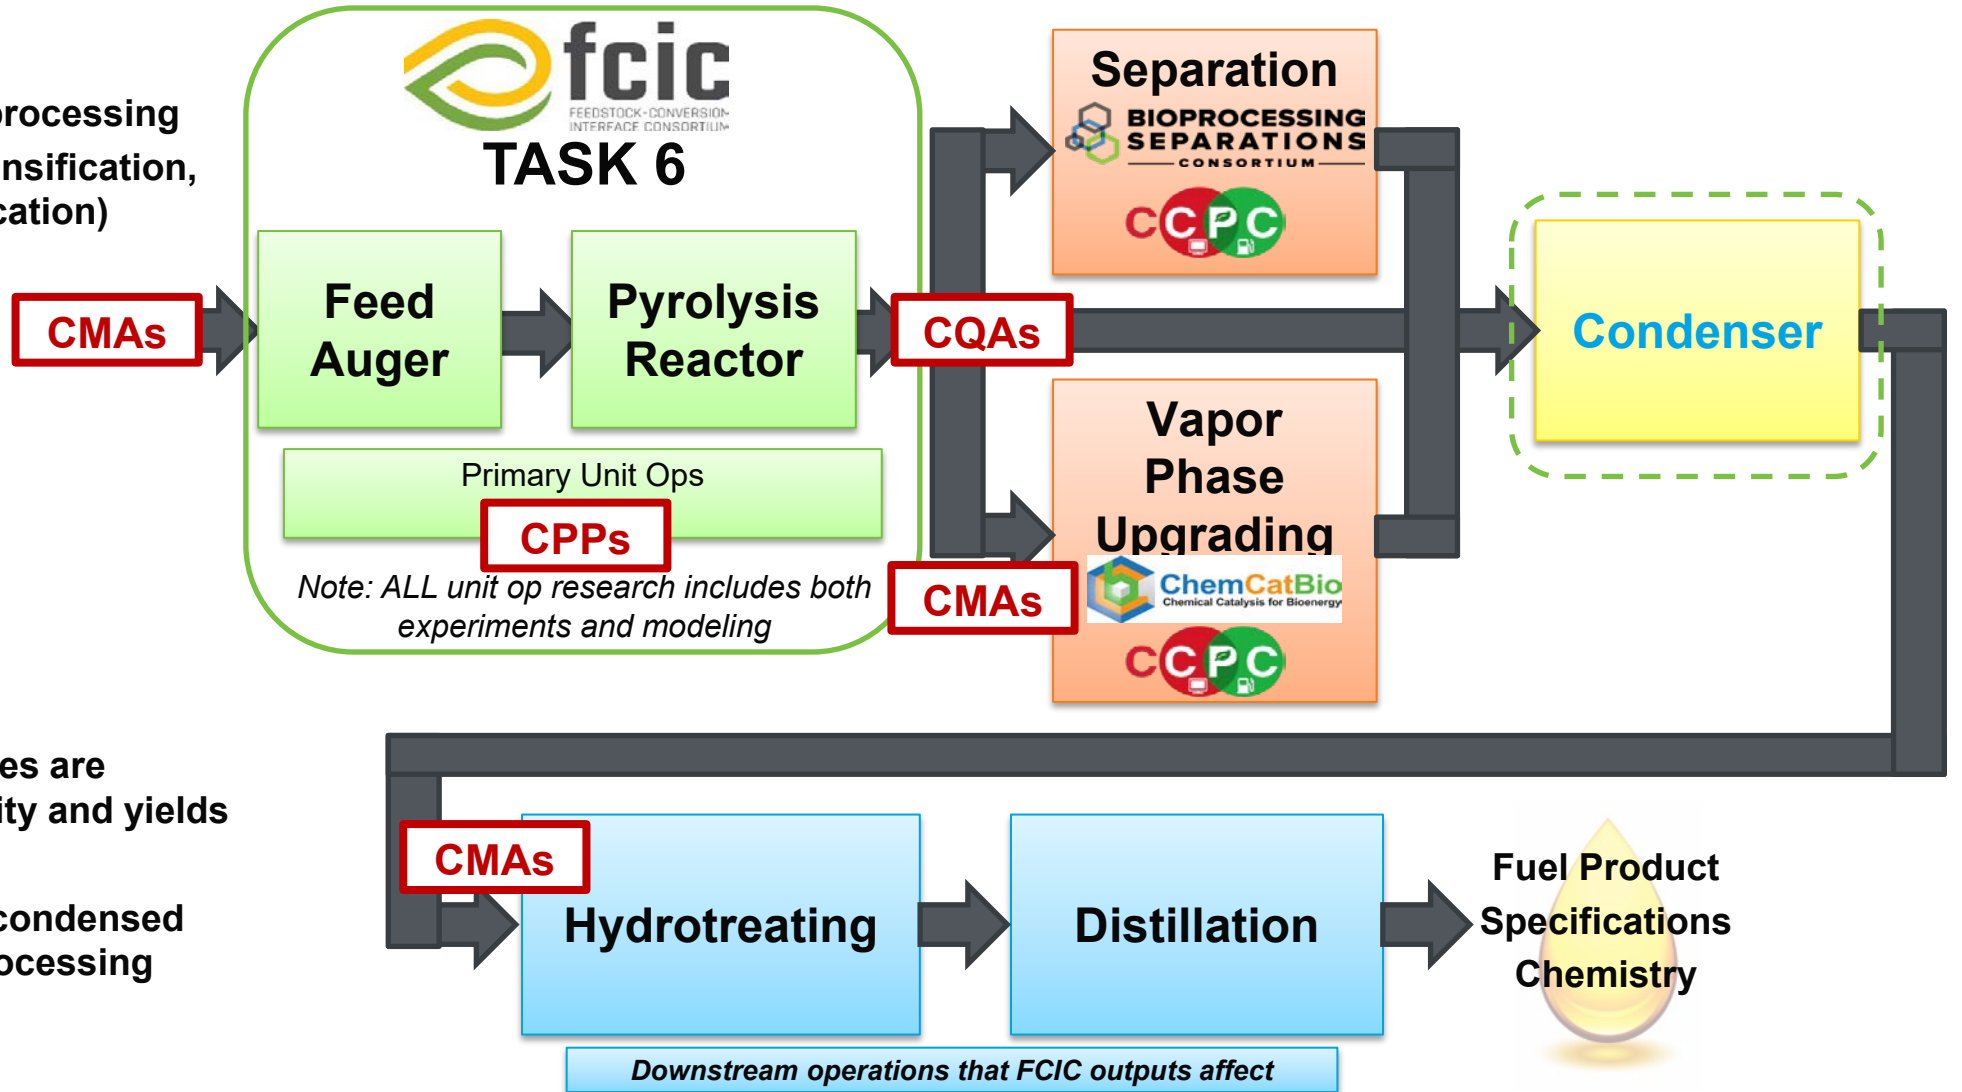 processing
nsification,
cation)
CMAs
fcic
FEEDSTOCK-CONVERSION
INTERFACE CONSORTIUM
TASK 6
Feed
Auger
Pyrolysis
Reactor
Primary Unit Ops
CPPs
Note: ALL unit op research includes both
experiments and modeling
CQAs
CMAs
Separation
BIOPROCESSING
SEPARATIONS
CONSORTIUM
CCPC
Vapor
Phase
Upgrading
ChemCatBio
Chemical Catalysis for Bioenergy
CCPC
Condenser
es are
ity and yields
condensed
ocessing
CMAs
Hydrotreating
Distillation
Fuel Product
Specifications
Chemistry
Downstream operations that FCIC outputs affect